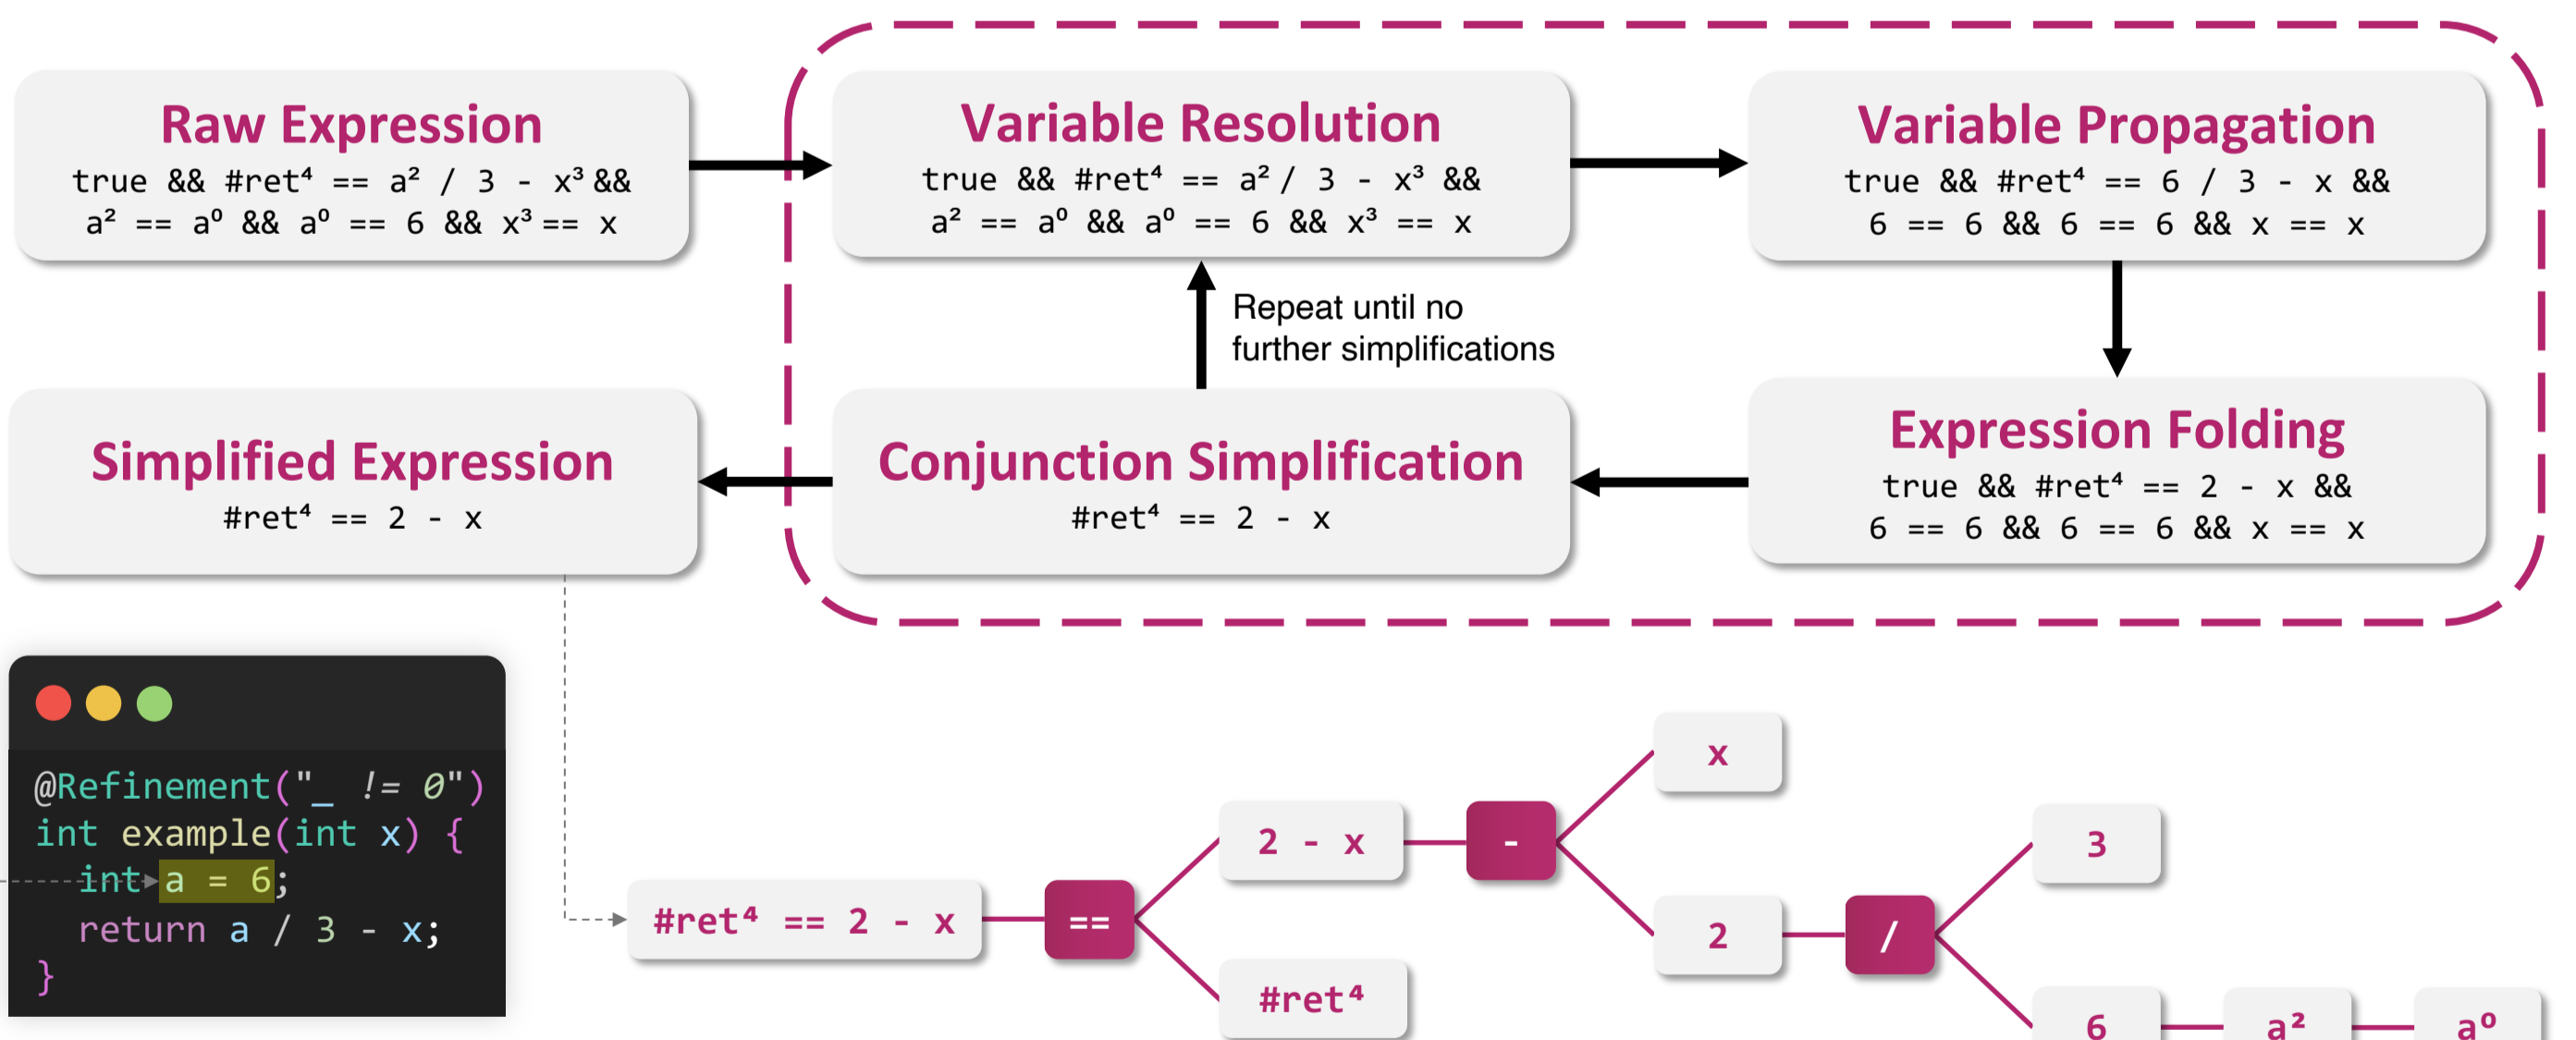 Raw Expression
true && #ret⁴ == a² / 3 - x³ &&
a² == a⁰ && a⁰ == 6 && x³ == x
Variable Resolution
true && #ret⁴ == a² / 3 - x³ &&
a² == a⁰ && a⁰ == 6 && x³ == x
Variable Propagation
true && #ret⁴ == 6 / 3 - x &&
6 == 6 && 6 == 6 && x == x
Repeat until no
further simplifications
Simplified Expression
#ret⁴ == 2 - x
Conjunction Simplification
#ret⁴ == 2 - x
Expression Folding
true && #ret⁴ == 2 - x &&
6 == 6 && 6 == 6 && x == x
@Refinement("_ != 0")
int example(int x) {
int a = 6;
return a / 3 - x;
}
#ret⁴ == 2 - x
==
2 - x
#ret⁴
-
x
2
/
3
6
a²
a⁰